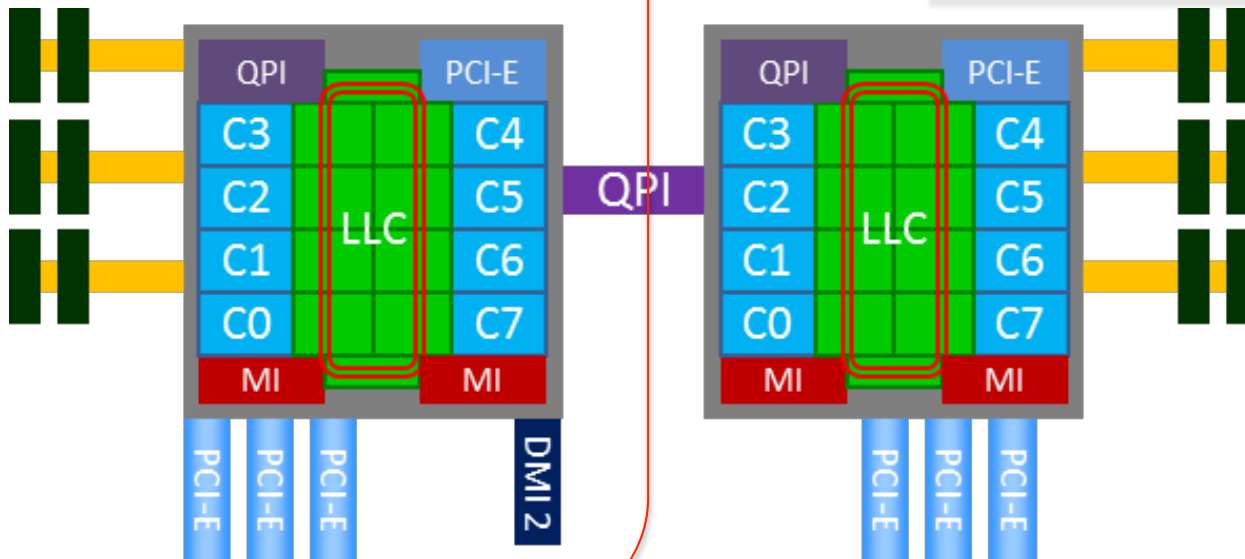 QPI
PCI-E
C3
C4
C2
C5
LLC
C1
C6
C0
C7
MI
MI
PCI-E
PCI-E
PCI-E
DMI 2
QPI
QPI
PCI-E
C3
C4
C2
C5
LLC
C1
C6
C0
C7
MI
MI
PCI-E
PCI-E
PCI-E